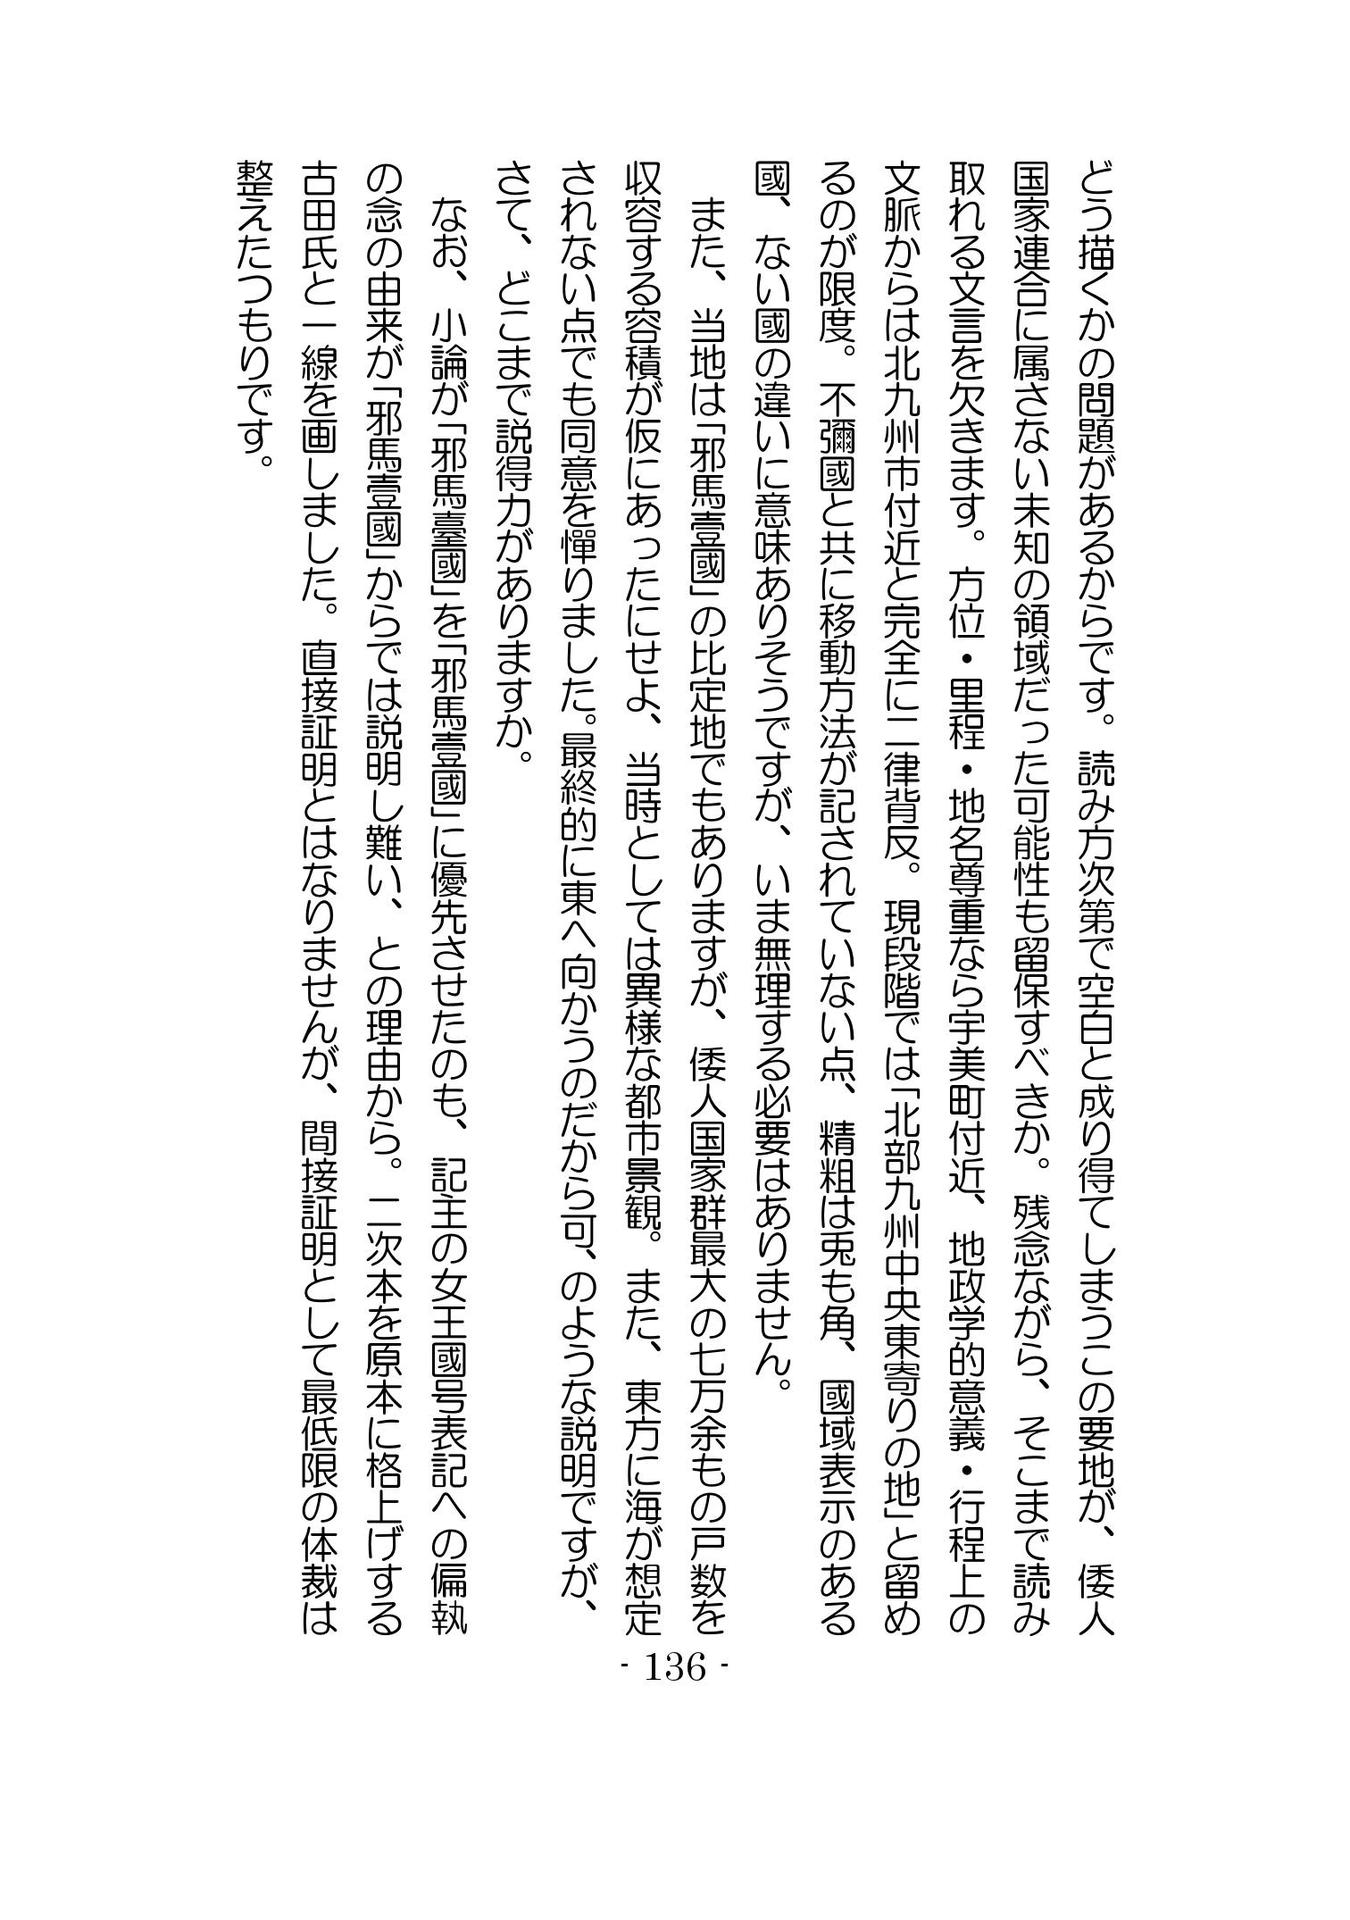 どう描くかの問題があるからです。読み方次第で空白と成り得てしまうこの要地が、倭人
国家連合に属さない未知の領域だった可能性も留保すべきか。残念ながら、そこまで読み
取れる文言を欠きます。方位・里程・地名尊重なら宇美町付近、地政学的意義・行程上の
文脈からは北九州市付近と完全に二律背反。現段階では「北部九州中央東寄りの地」と留め
るのが限度。不彌國と共に移動方法が記されていない点、精粗は兎も角、國域表示のある
國、ない國の違いに意味ありそうですが、いま無理する必要はありません。
また、当地は「邪馬壹國」の比定地でもありますが、倭人国家群最大の七万余もの戸数を
収容する容積が仮にあったにせよ、当時としては異様な都市景観。また、東方に海が想定
されない点でも同意を憚りました。最終的に東へ向かうのだから可、のような説明ですが、
さて、どこまで説得力がありますか。
なお、小論が「邪馬臺國」を「邪馬壹國」に優先させたのも、記主の女王國号表記への偏執
の念の由来が「邪馬壹國」からでは説明し難い、との理由から。二次本を原本に格上げする
古田氏と一線を画しました。直接証明とはなりませんが、間接証明として最低限の体裁は
整えたつもりです。
- 136 -